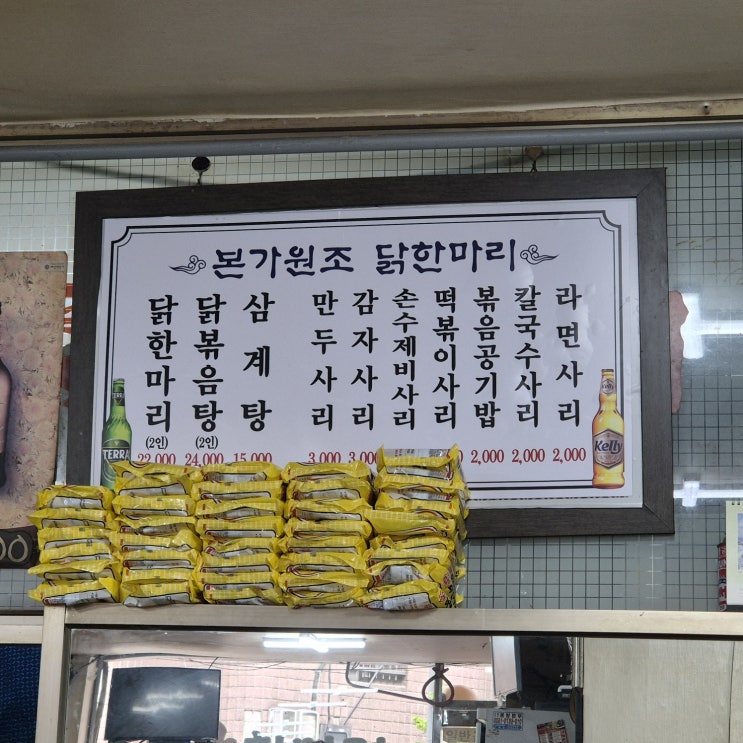 본가원조 닭한마리
닭한마리
(2인)
22,000
닭볶음탕
(2인)
24,000
삼계탕
15,000
만두사리
3,000
감자사리
손수제비사리
떡볶이사리
볶음공기밥
2,000
칼국수사리
2,000
라면사리
2,000
TERRA
Kelly